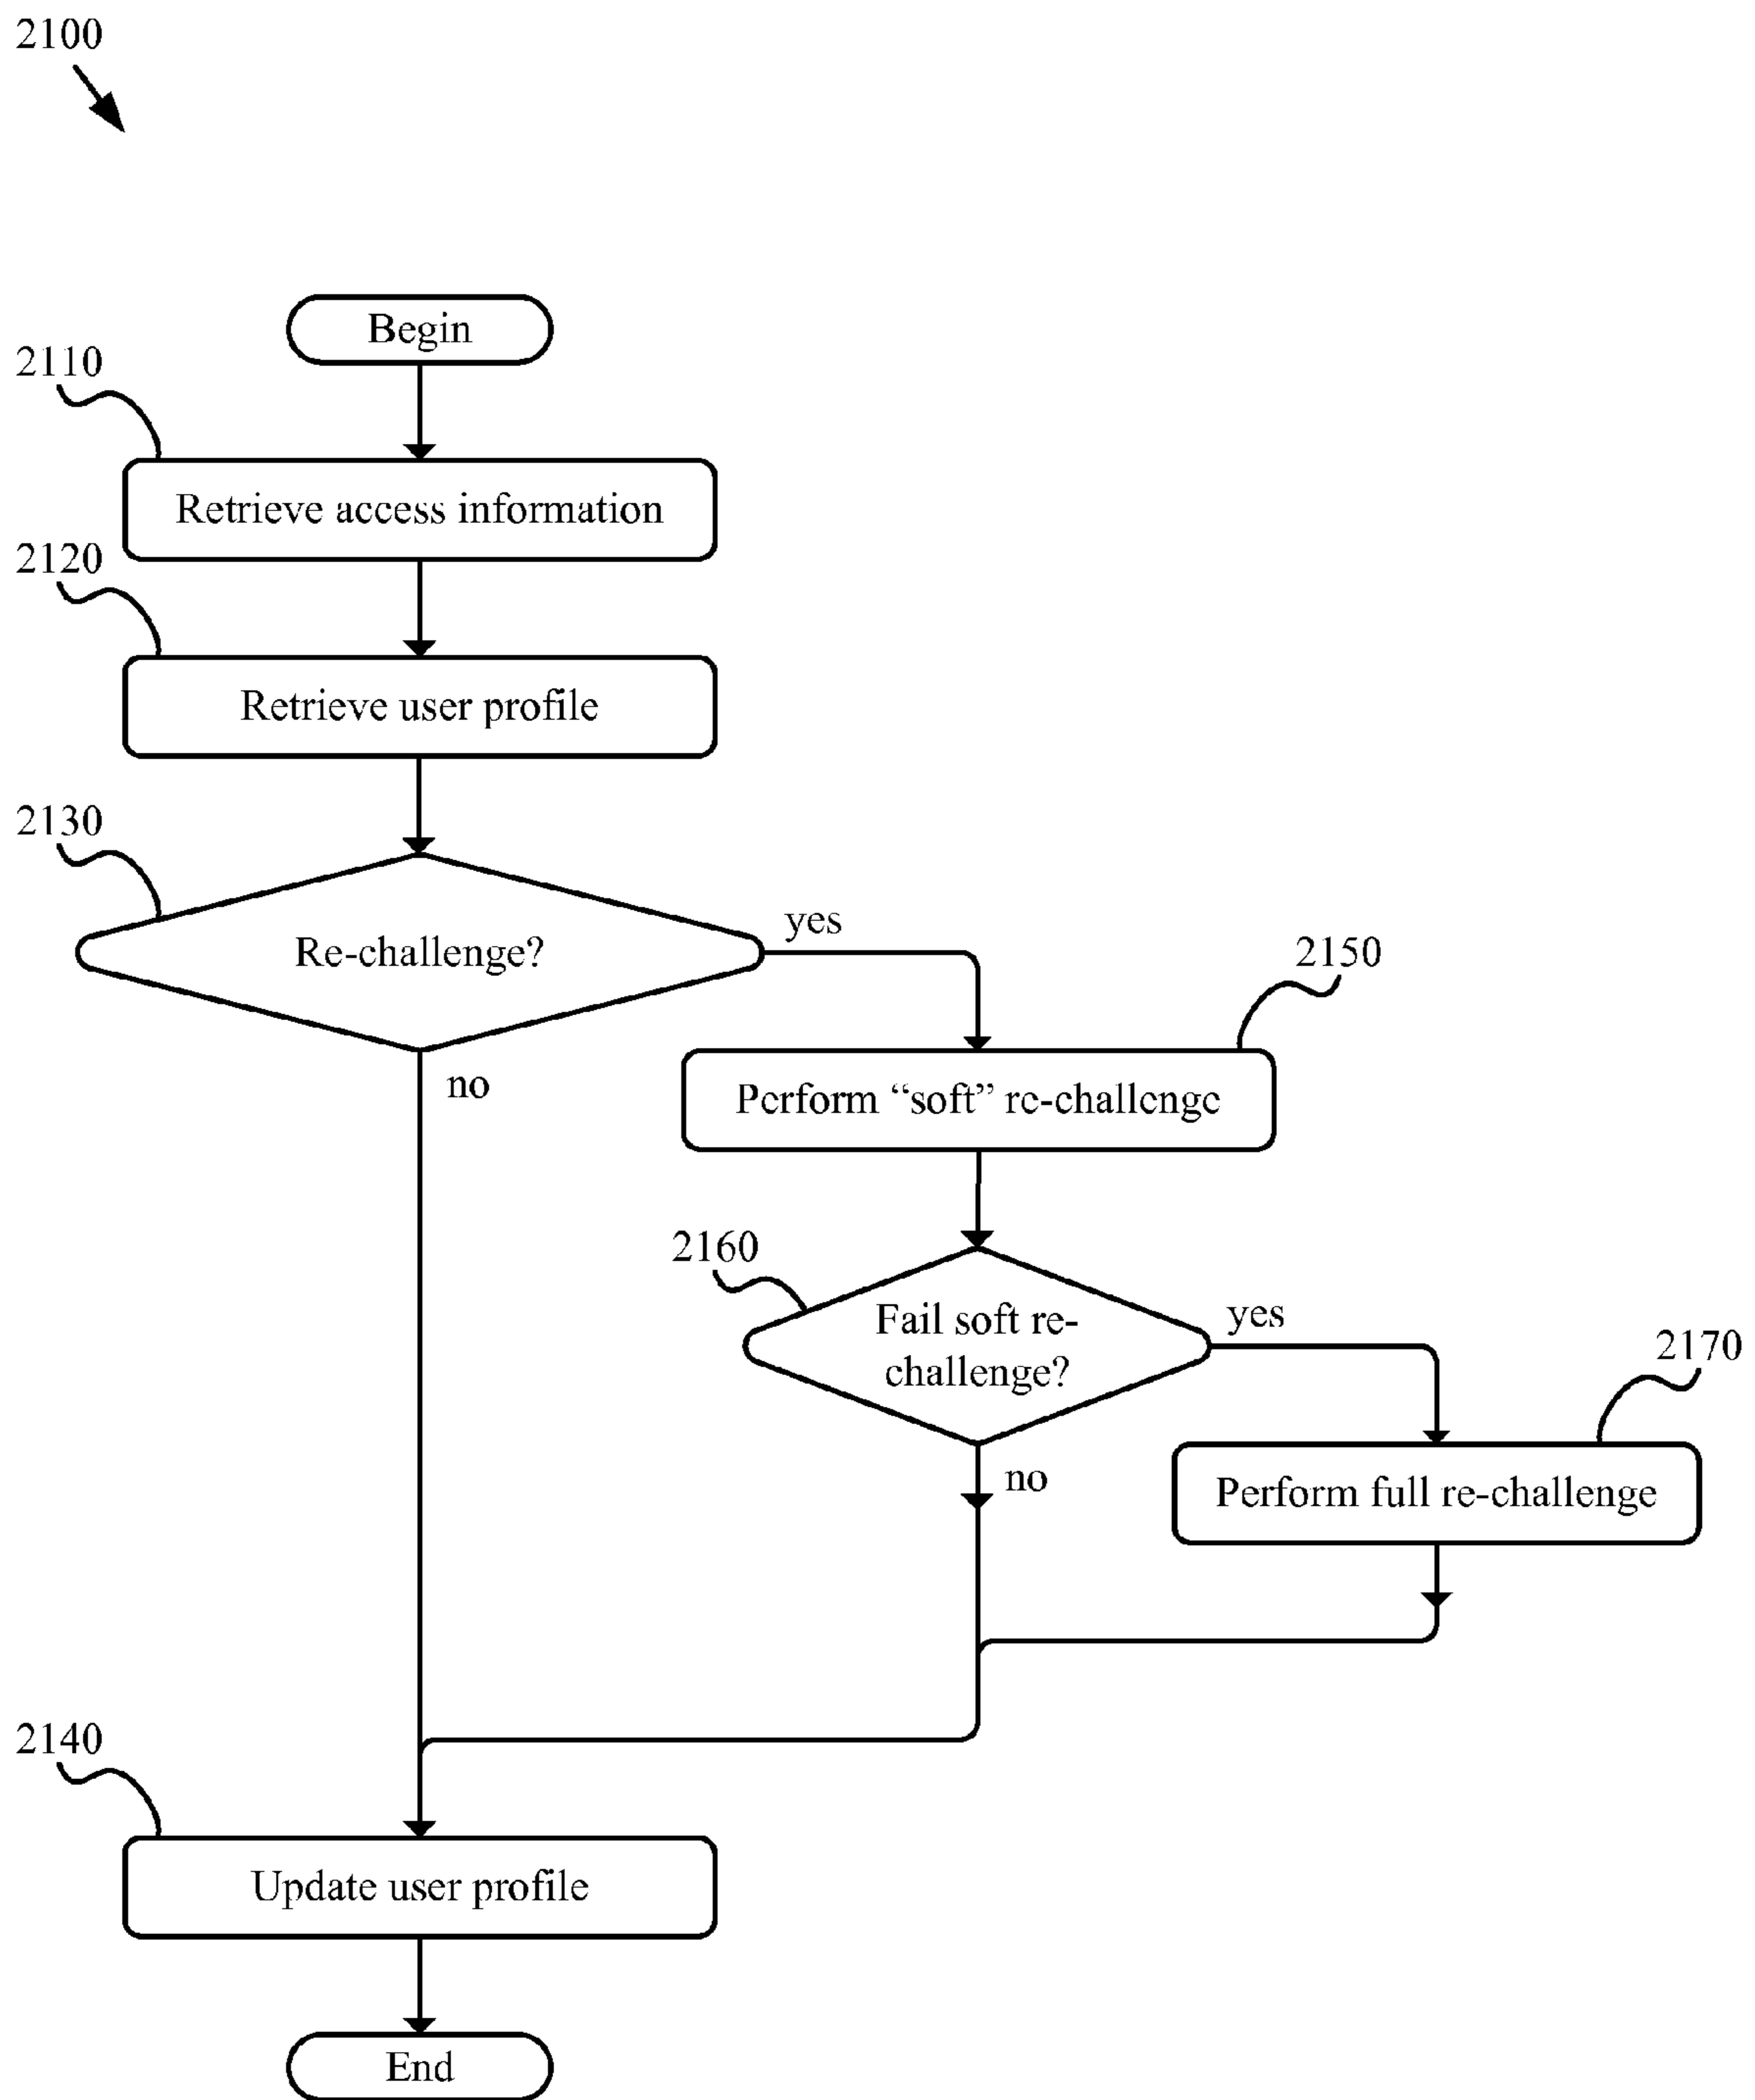 2100
Begin
2110
Retrieve access information
2120
Retrieve user profile
2130
Re-challenge?
yes
no
2150
Perform “soft” re-challenge
2160
Fail soft re-
challenge?
yes
no
2170
Perform full re-challenge
2140
Update user profile
End